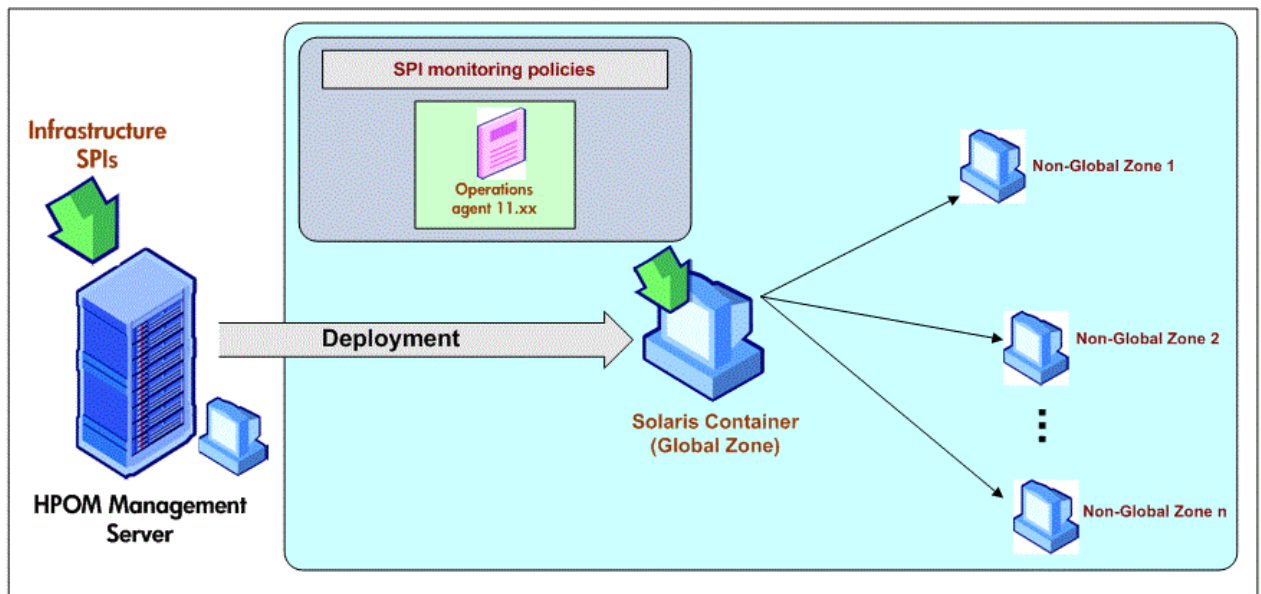 SPI monitoring policies
Infrastructure
SPIs
Operations
agent 11.xx
Non-Global Zone 1
Deployment
Non-Global Zone 2
Solaris Container
(Global Zone)
HPOM Management
Server
Non-Global Zone n